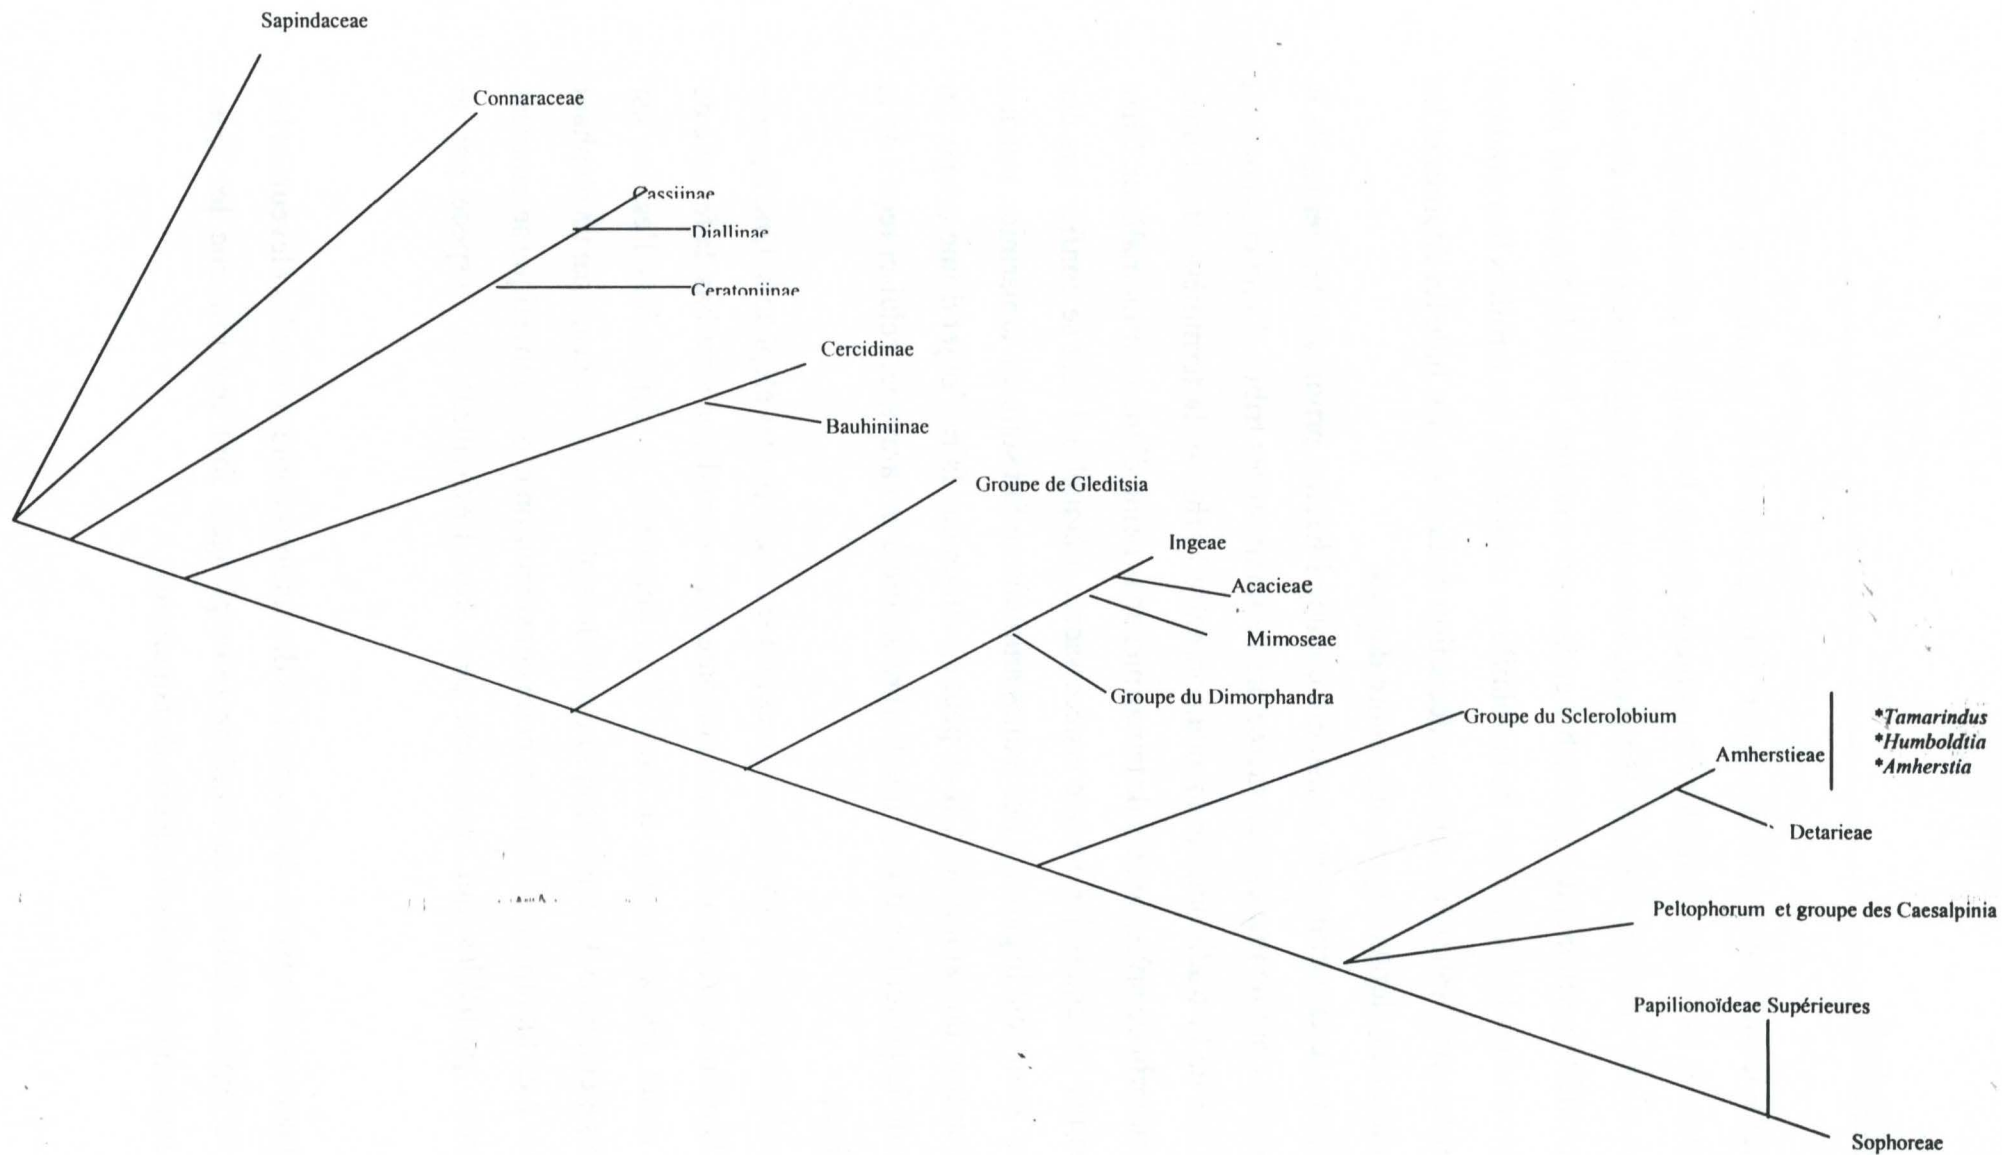 Sapindaceae
Connaraceae
Cassiinae
Diallinae
Ceratoniinae
Cercidinae
Bauhiniinae
Groupe de Gleditsia
Ingeae
Acacieae
Mimoseae
Groupe du Dimorphandra
Groupe du Sclerolobium
*Tamarindus
*Humboldtia
*Amherstia
Amherstieae
Detarieae
Peltophorum et groupe des Caesalpinia
Papilionoïdeae Supérieures
Sophoreae